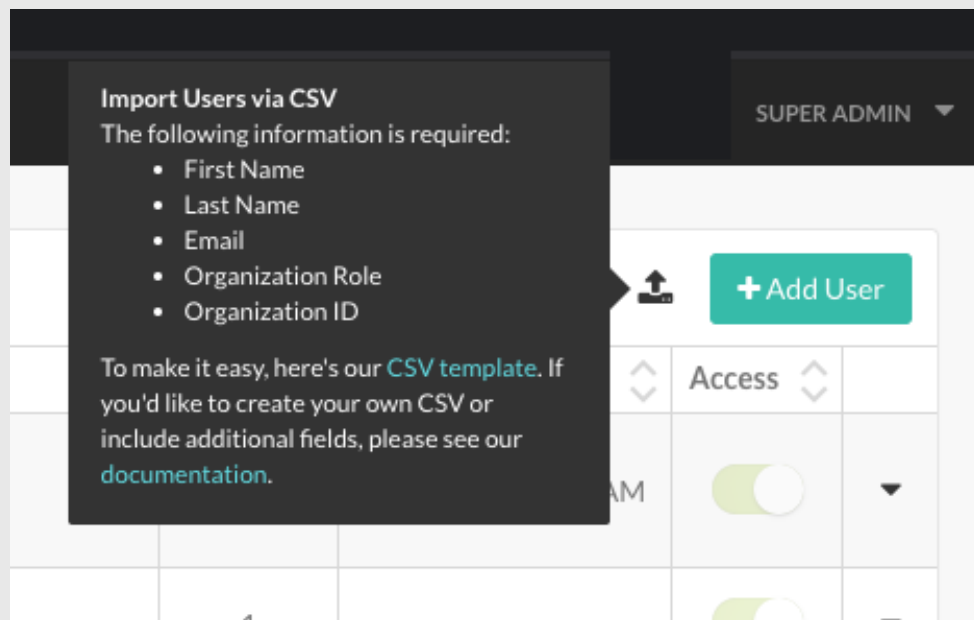 Import Users via CSV
The following information is required:
• First Name
• Last Name
• Email
• Organization Role
• Organization ID
To make it easy, here's our CSV template. If
you'd like to create your own CSV or
include additional fields, please see our
documentation.
SUPER ADMIN
+ Add User
Access
AM